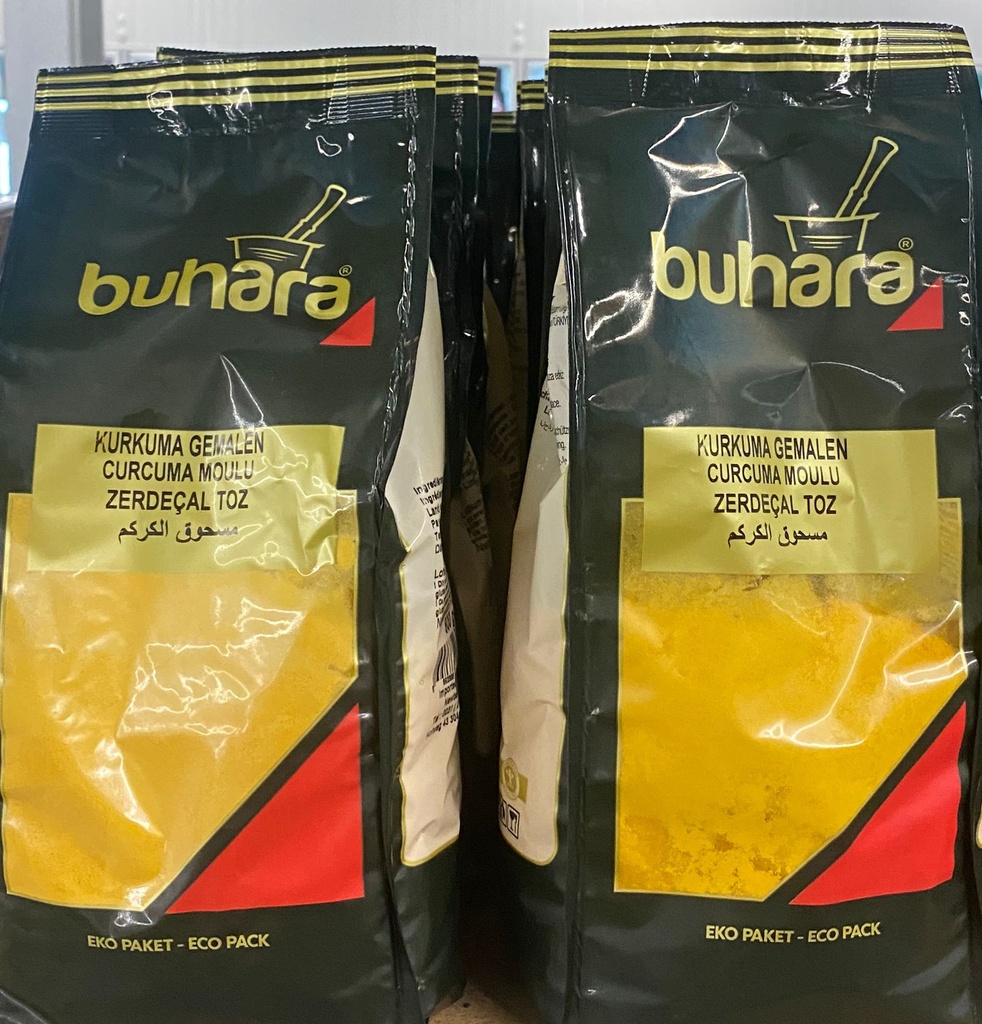 buhara®
KURKUMA GEMALEN
CURCUMA MOULU
ZERDEÇAL TOZ
مسحوق الكركم
EKO PAKET - ECO PACK
buhara®
KURKUMA GEMALEN
CURCUMA MOULU
ZERDEÇAL TOZ
مسحوق الكركم
EKO PAKET - ECO PACK